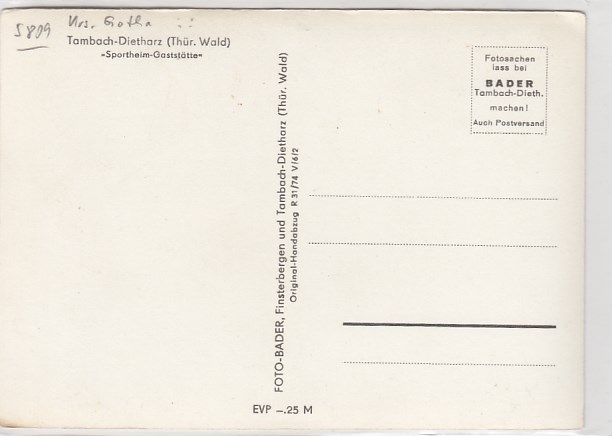 5809 Krs. Gotha
Tambach-Dietharz (Thür. Wald)
-Sportheim-Gaststätte-
Fotosachen
lass bei
BADER
Tambach-Dieth.
machen!
Auch Postversand
FOTO-BADER, Finsterbergen und Tambach-Dietharz (Thür. Wald)
Original-Handabzug R 31/74 V/6/2
EVP —.25 M